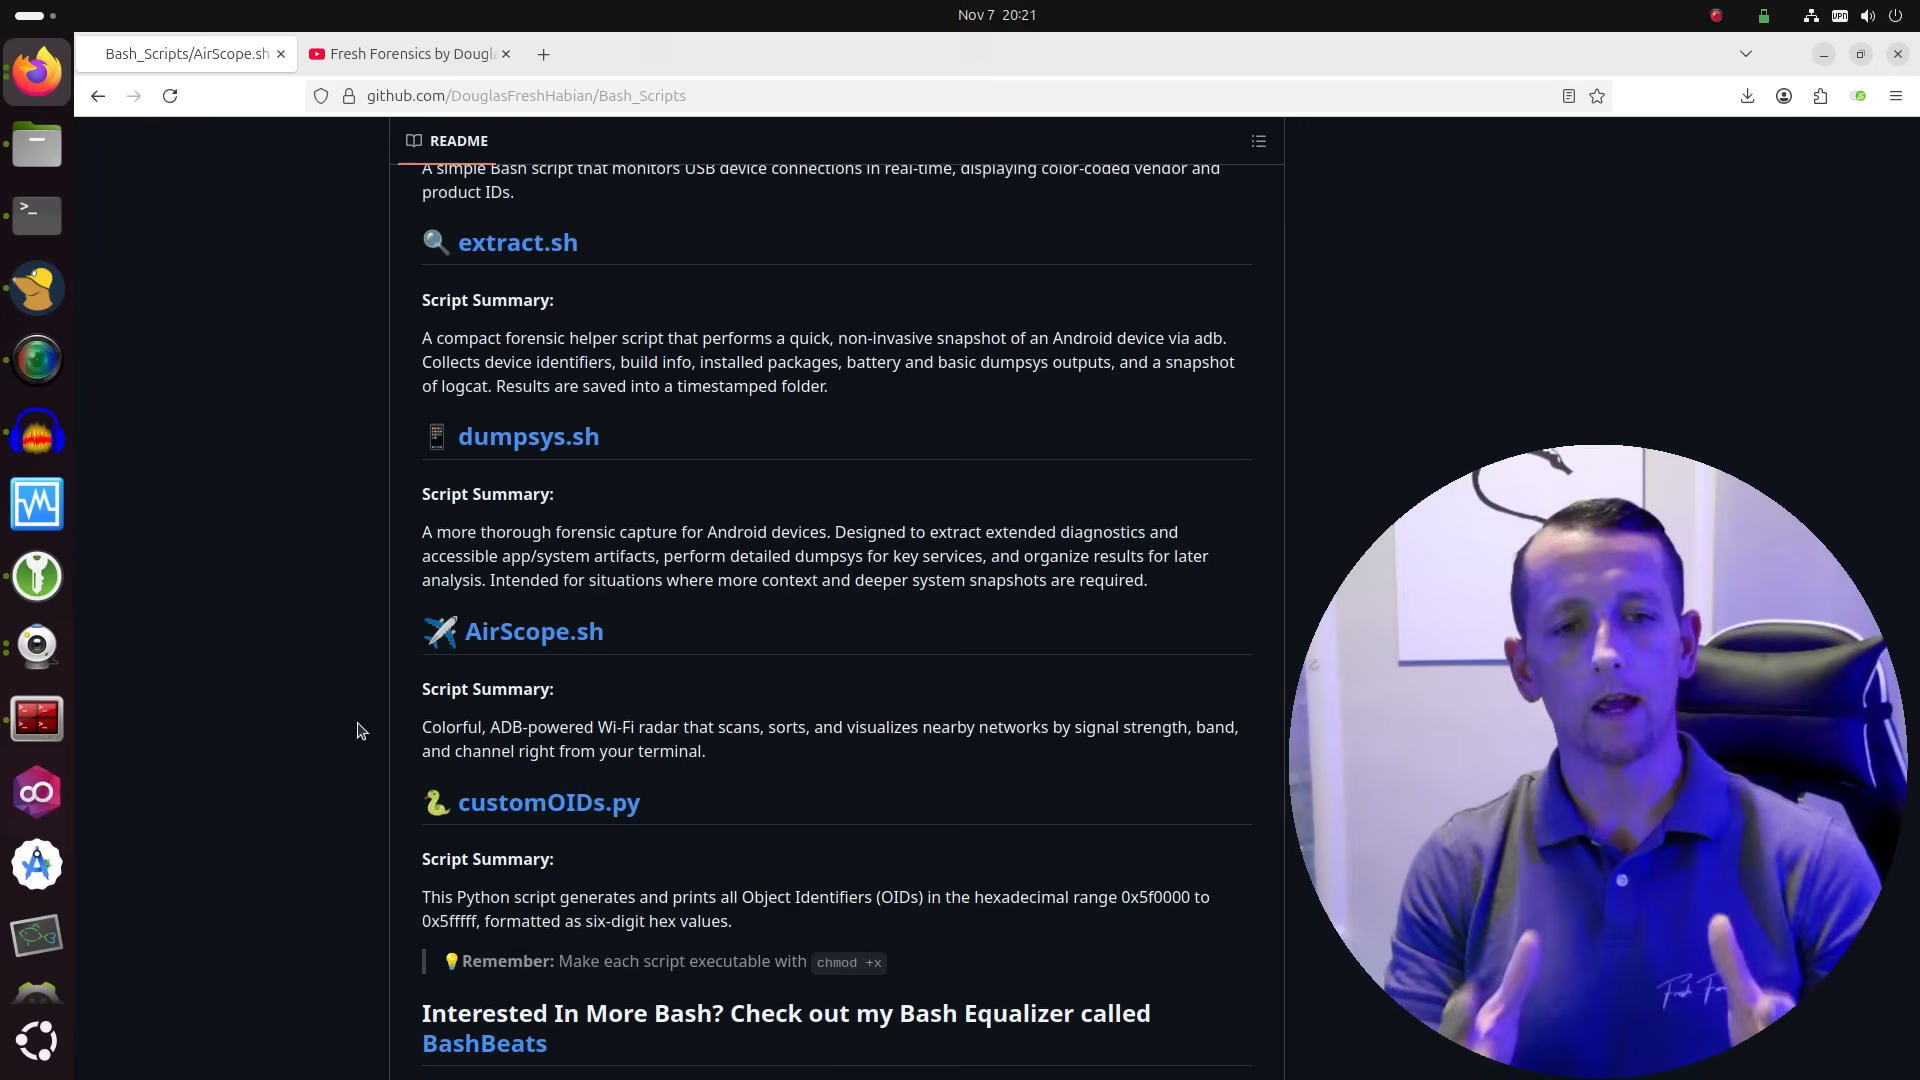 Nov 7 20:21
Bash_Scripts/AirScope.sh
Fresh Forensics by Dougl
github.com/DouglasFreshHabian/Bash_Scripts
VPN
README
A simple Bash script that monitors USB device connections in real-time, displaying color-coded vendor and
product IDs.
extract.sh
Script Summary:
A compact forensic helper script that performs a quick, non-invasive snapshot of an Android device via adb.
Collects device identifiers, build info, installed packages, battery and basic dumpsys outputs, and a snapshot
of logcat. Results are saved into a timestamped folder.
dumpsys.sh
Script Summary:
A more thorough forensic capture for Android devices. Designed to extract extended diagnostics and
accessible app/system artifacts, perform detailed dumpsys for key services, and organize results for later
analysis. Intended for situations where more context and deeper system snapshots are required.
AirScope.sh
Script Summary:
Colorful, ADB-powered Wi-Fi radar that scans, sorts, and visualizes nearby networks by signal strength, band,
and channel right from your terminal.
customOIDs.py
Script Summary:
This Python script generates and prints all Object Identifiers (OIDs) in the hexadecimal range 0x5f0000 to
0x5fffff, formatted as six-digit hex values.
Remember: Make each script executable with chmod +x
Interested In More Bash? Check out my Bash Equalizer called
BashBeats